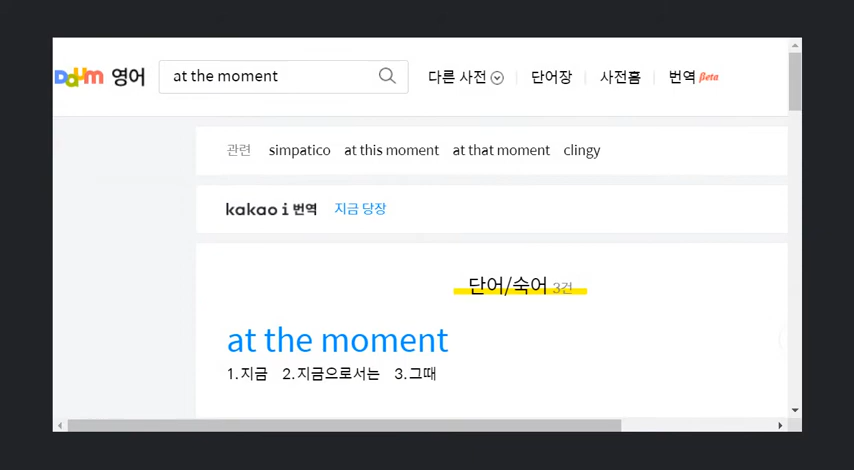 Daum 영어 at the moment 다른 사전 단어장 사전홈 번역 Beta
관련 simpatico at this moment at that moment clingy
kakao i 번역 지금 당장
단어/숙어 3건
at the moment
1.지금 2.지금으로서는 3.그때